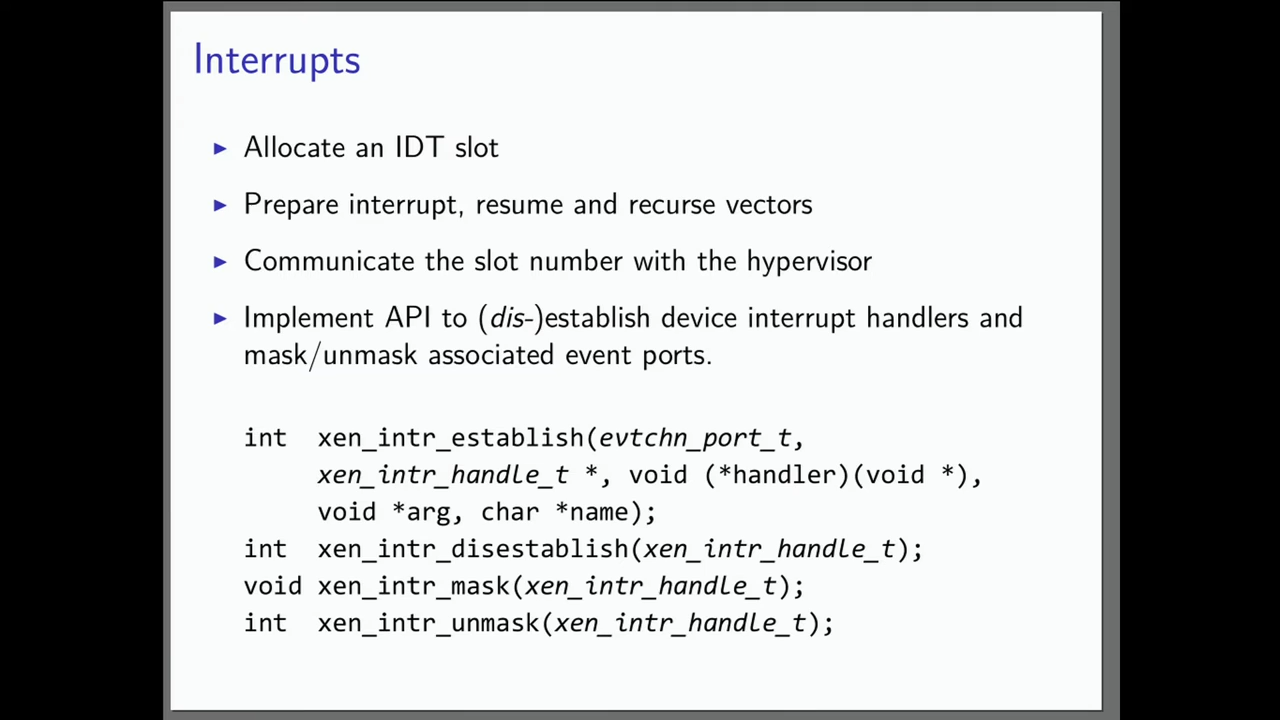 Interrupts
▶ Allocate an IDT slot
▶ Prepare interrupt, resume and recurse vectors
▶ Communicate the slot number with the hypervisor
▶ Implement API to (dis-)establish device interrupt handlers and
mask/unmask associated event ports.
int xen_intr_establish(evtchn_port_t,
xen_intr_handle_t *, void (*handler)(void *),
void *arg, char *name);
int xen_intr_disestablish(xen_intr_handle_t);
void xen_intr_mask(xen_intr_handle_t);
int xen_intr_unmask(xen_intr_handle_t);